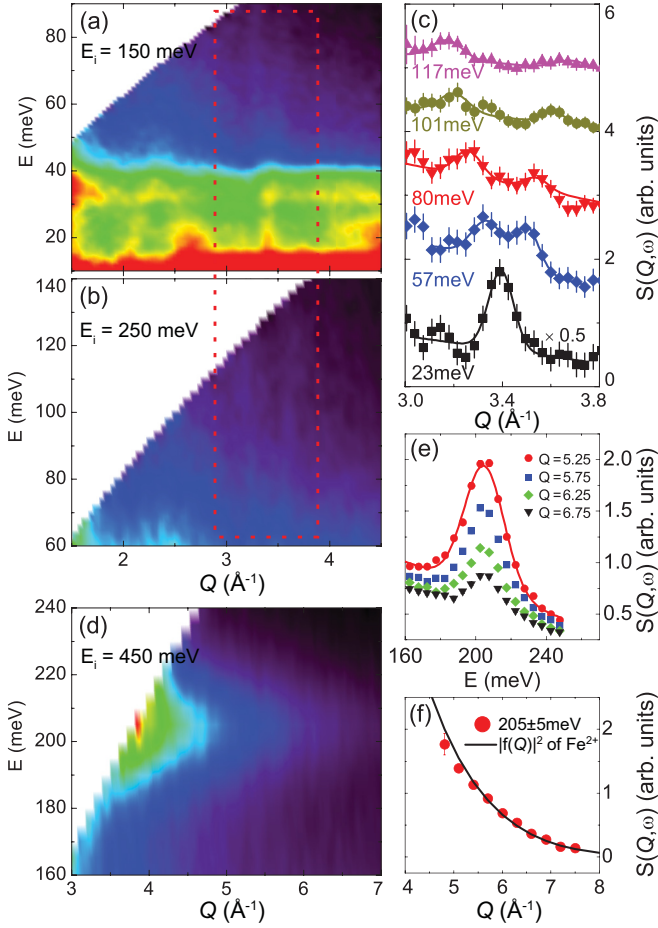 (a)
E_i = 150 meV
E (meV)
80
60
40
20
(b)
E_i = 250 meV
E (meV)
140
120
100
80
60
2
3
4
Q (Å⁻¹)
(c)
117meV
101meV
80meV
57meV
23meV
× 0.5
6
4
2
0
S(Q,ω) (arb. units)
3.0
3.4
3.8
Q (Å⁻¹)
(d)
E_i = 450 meV
E (meV)
240
220
200
180
160
3
4
5
6
7
Q (Å⁻¹)
(e)
Q = 5.25
Q = 5.75
Q = 6.25
Q = 6.75
2.0
1.5
1.0
0.5
S(Q,ω) (arb. units)
160
200
240
E (meV)
(f)
205±5meV
|f(Q)|² of Fe²⁺
2
1
0
S(Q,ω) (arb. units)
4
5
6
7
8
Q (Å⁻¹)